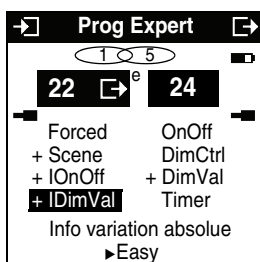 Prog Expert
1 5
e
22 24
Forced OnOff
+ Scene DimCtrl
+ IOnOff + DimVal
+ IDimVal Timer
Info variation absolue
▸Easy